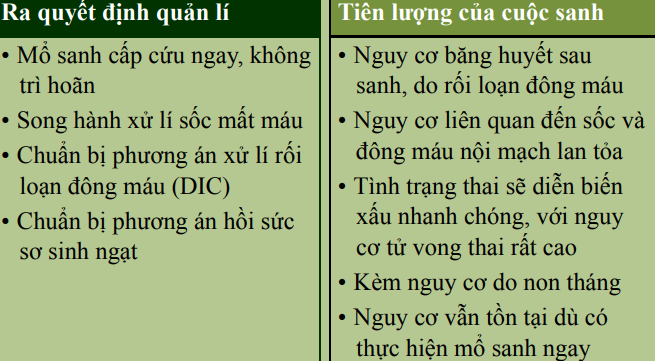 Ra quyết định quản lí
• Mổ sanh cấp cứu ngay, không
trì hoãn
• Song hành xử lí sốc mất máu
• Chuẩn bị phương án xử lí rối
loạn đông máu (DIC)
• Chuẩn bị phương án hồi sức
sơ sinh ngạt
Tiên lượng của cuộc sanh
• Nguy cơ băng huyết sau
sanh, do rối loạn đông máu
• Nguy cơ liên quan đến sốc và
đông máu nội mạch lan tỏa
• Tình trạng thai sẽ diễn biến
xấu nhanh chóng, với nguy
cơ tử vong thai rất cao
• Kèm nguy cơ do non tháng
• Nguy cơ vẫn tồn tại dù có
thực hiện mổ sanh ngay